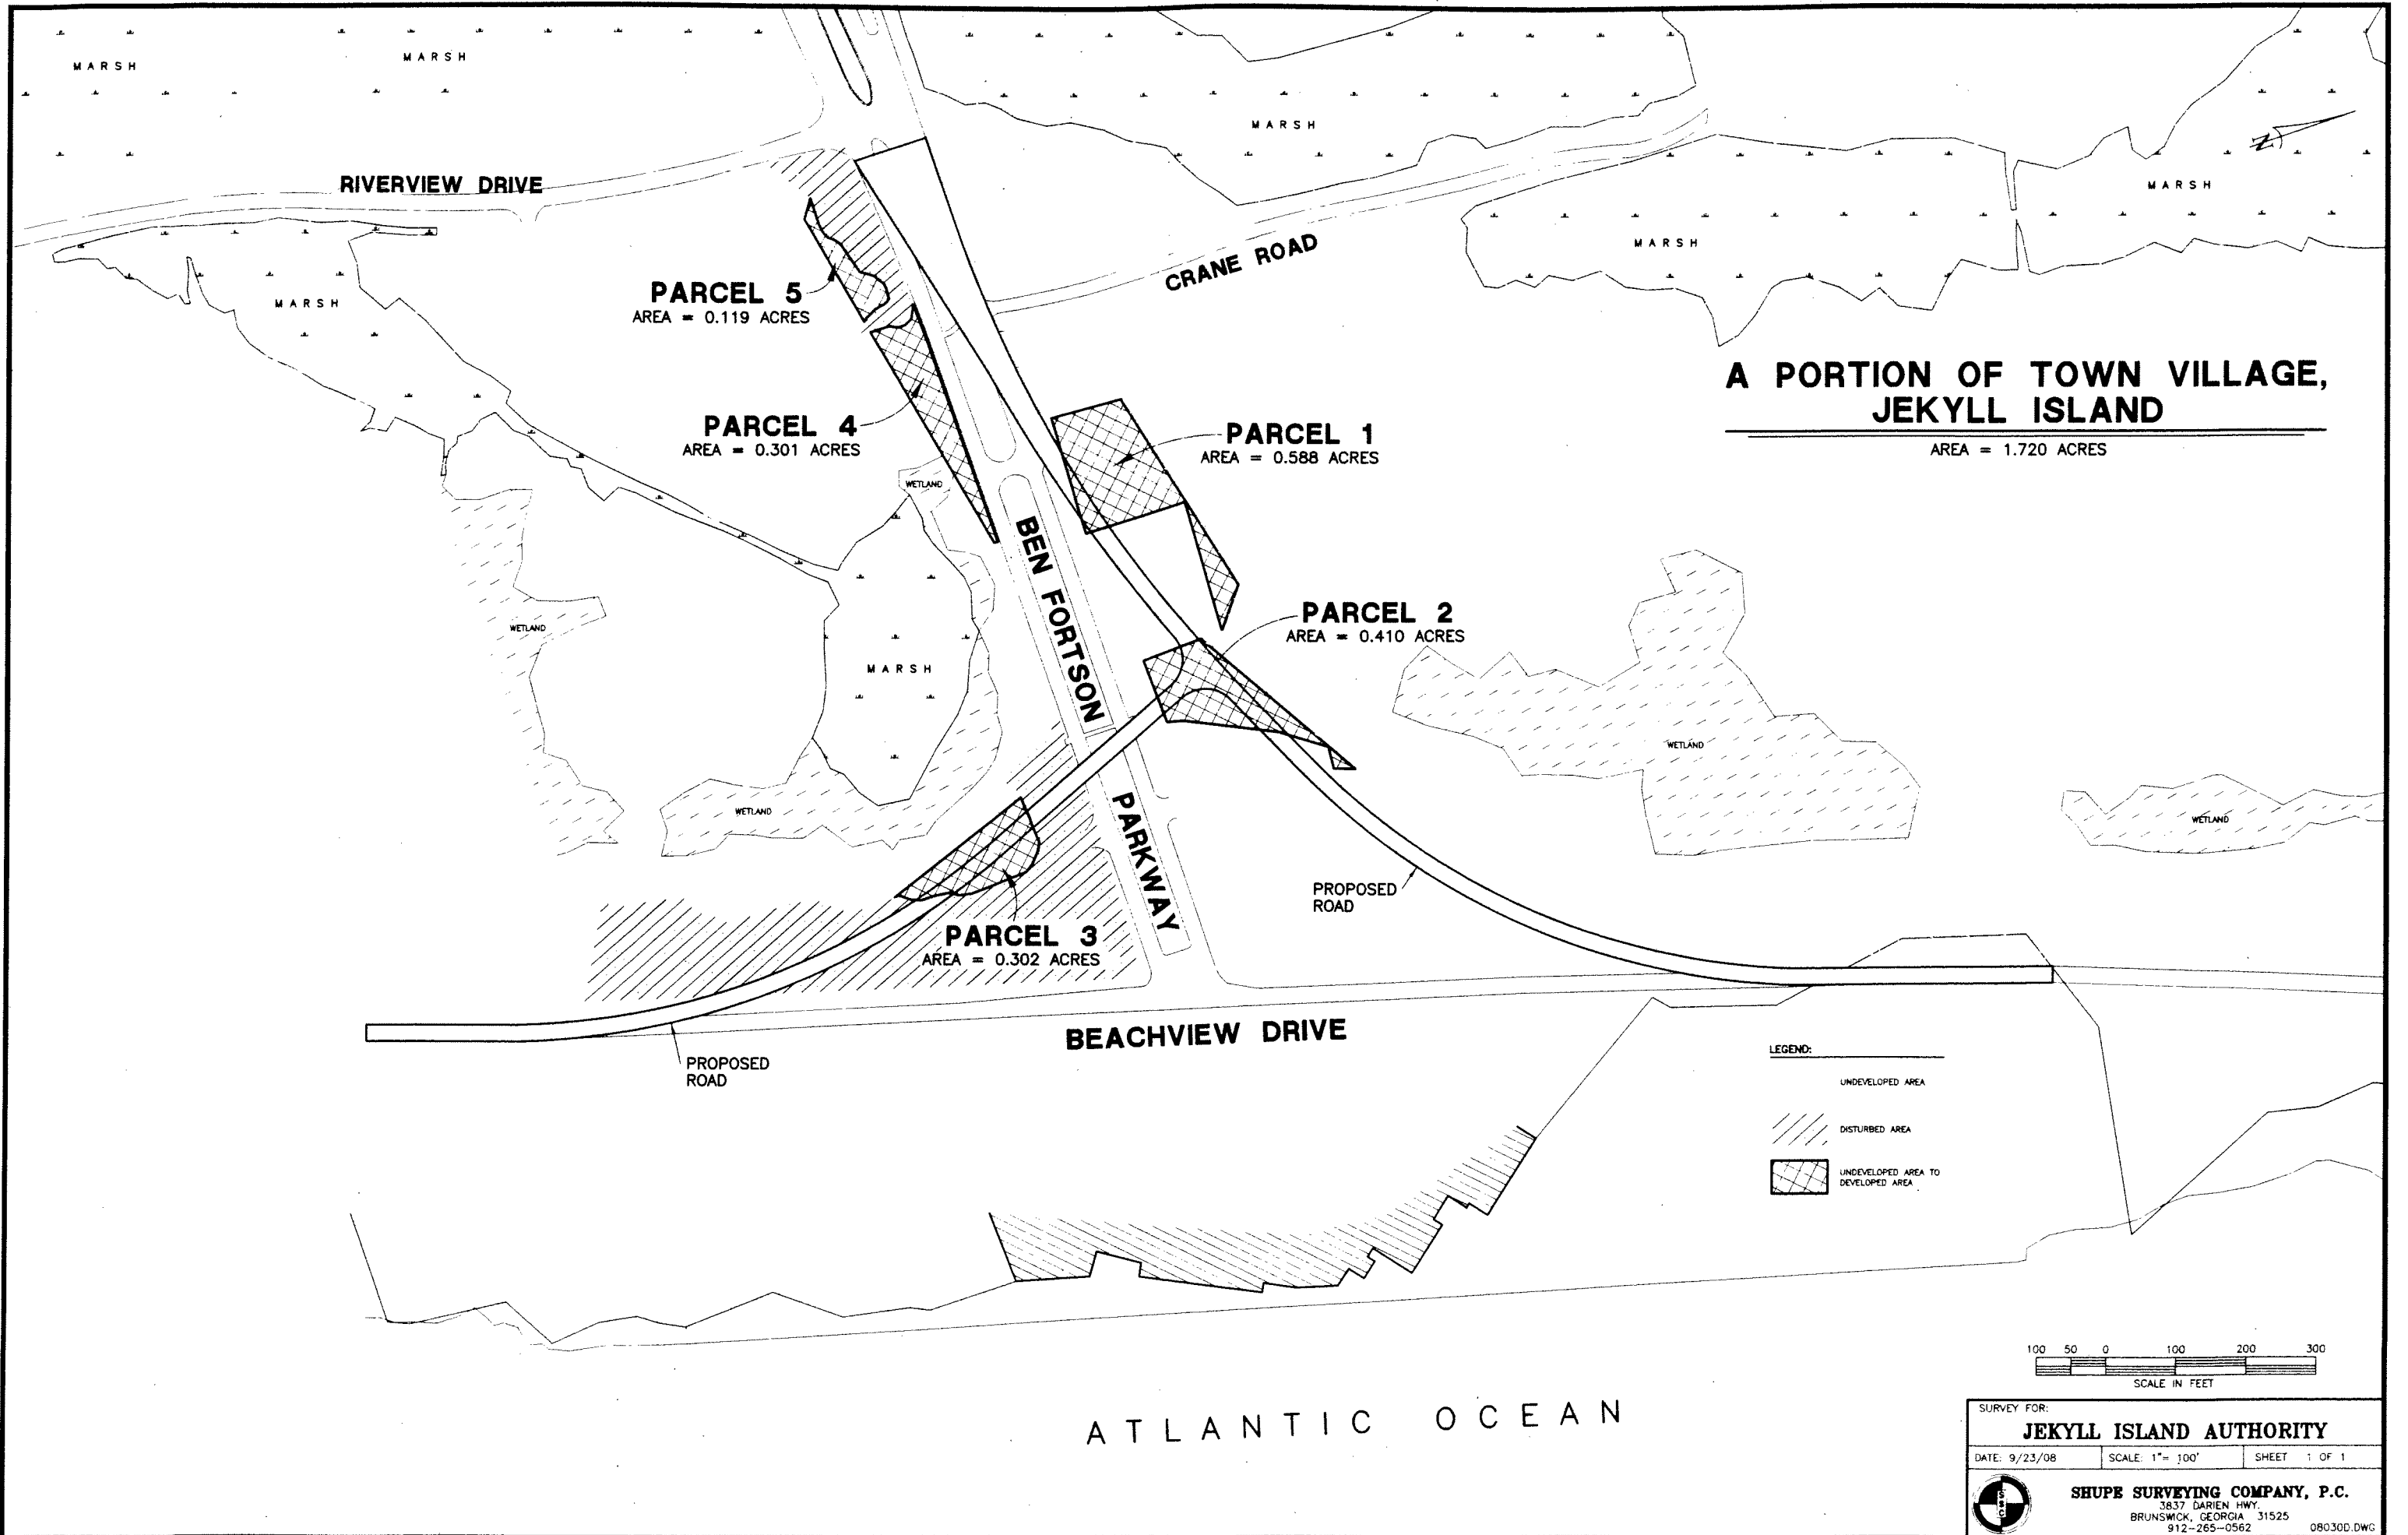 MARSH
MARSH
MARSH
RIVERVIEW DRIVE
MARSH
N
MARSH
CRANE ROAD
MARSH
PARCEL 5
AREA = 0.119 ACRES
A PORTION OF TOWN VILLAGE,
JEKYLL ISLAND
AREA = 1.720 ACRES
PARCEL 4
AREA = 0.301 ACRES
PARCEL 1
AREA = 0.588 ACRES
WETLAND
BEN FORTSON
PARKWAY
PARCEL 2
AREA = 0.410 ACRES
WETLAND
MARSH
WETLAND
WETLAND
WETLAND
PROPOSED
ROAD
PARCEL 3
AREA = 0.302 ACRES
BEACHVIEW DRIVE
PROPOSED
ROAD
LEGEND:
UNDEVELOPED AREA
DISTURBED AREA
UNDEVELOPED AREA TO
DEVELOPED AREA
100 50 0 100 200 300
SCALE IN FEET
ATLANTIC OCEAN
SURVEY FOR:
JEKYLL ISLAND AUTHORITY
DATE: 9/23/08 SCALE: 1"= 100' SHEET 1 OF 1
SHUPE SURVEYING COMPANY, P.C.
3837 DARIEN HWY.
BRUNSWICK, GEORGIA 31525
912-265-0562 08030D.DWG